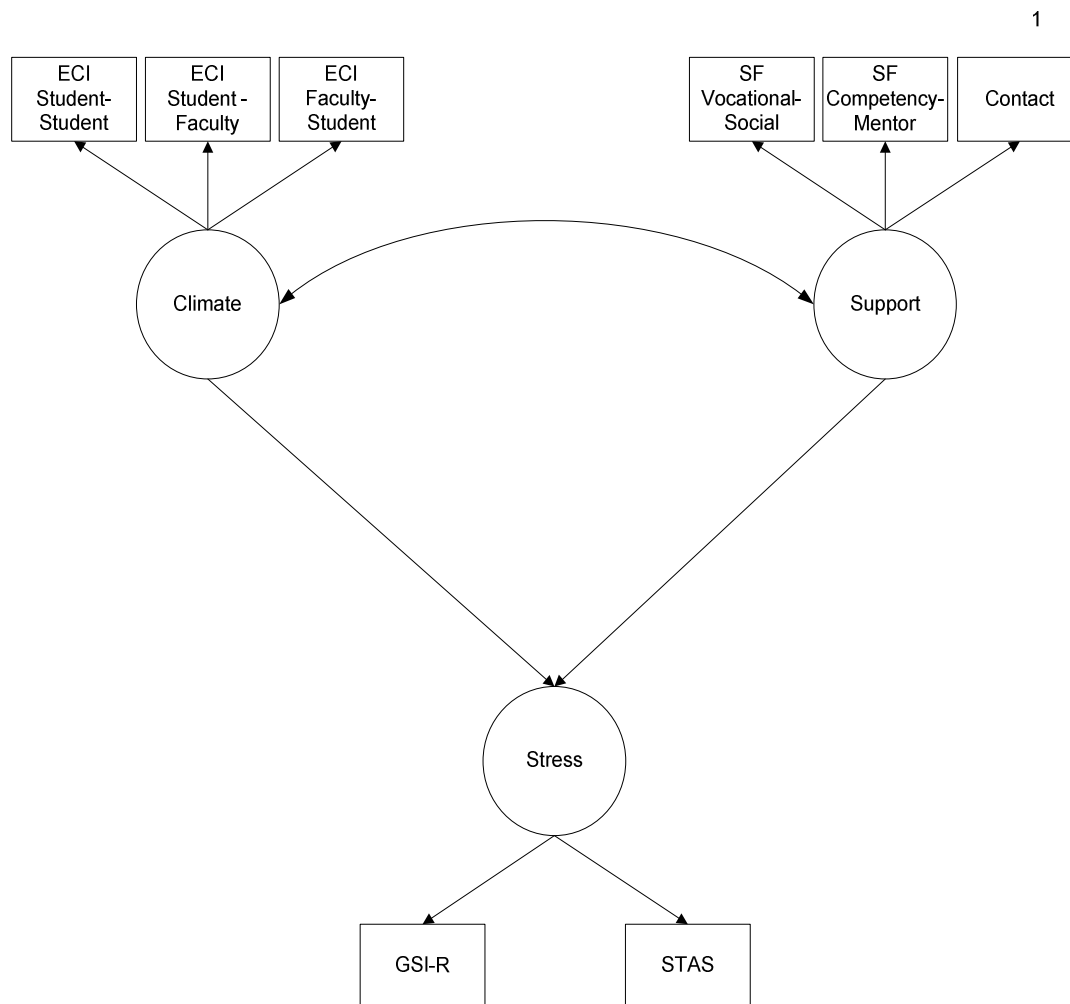 1
ECI
Student-
Student
ECI
Student -
Faculty
ECI
Faculty-
Student
SF
Vocational-
Social
SF
Competency-
Mentor
Contact
Climate
Support
Stress
GSI-R
STAS